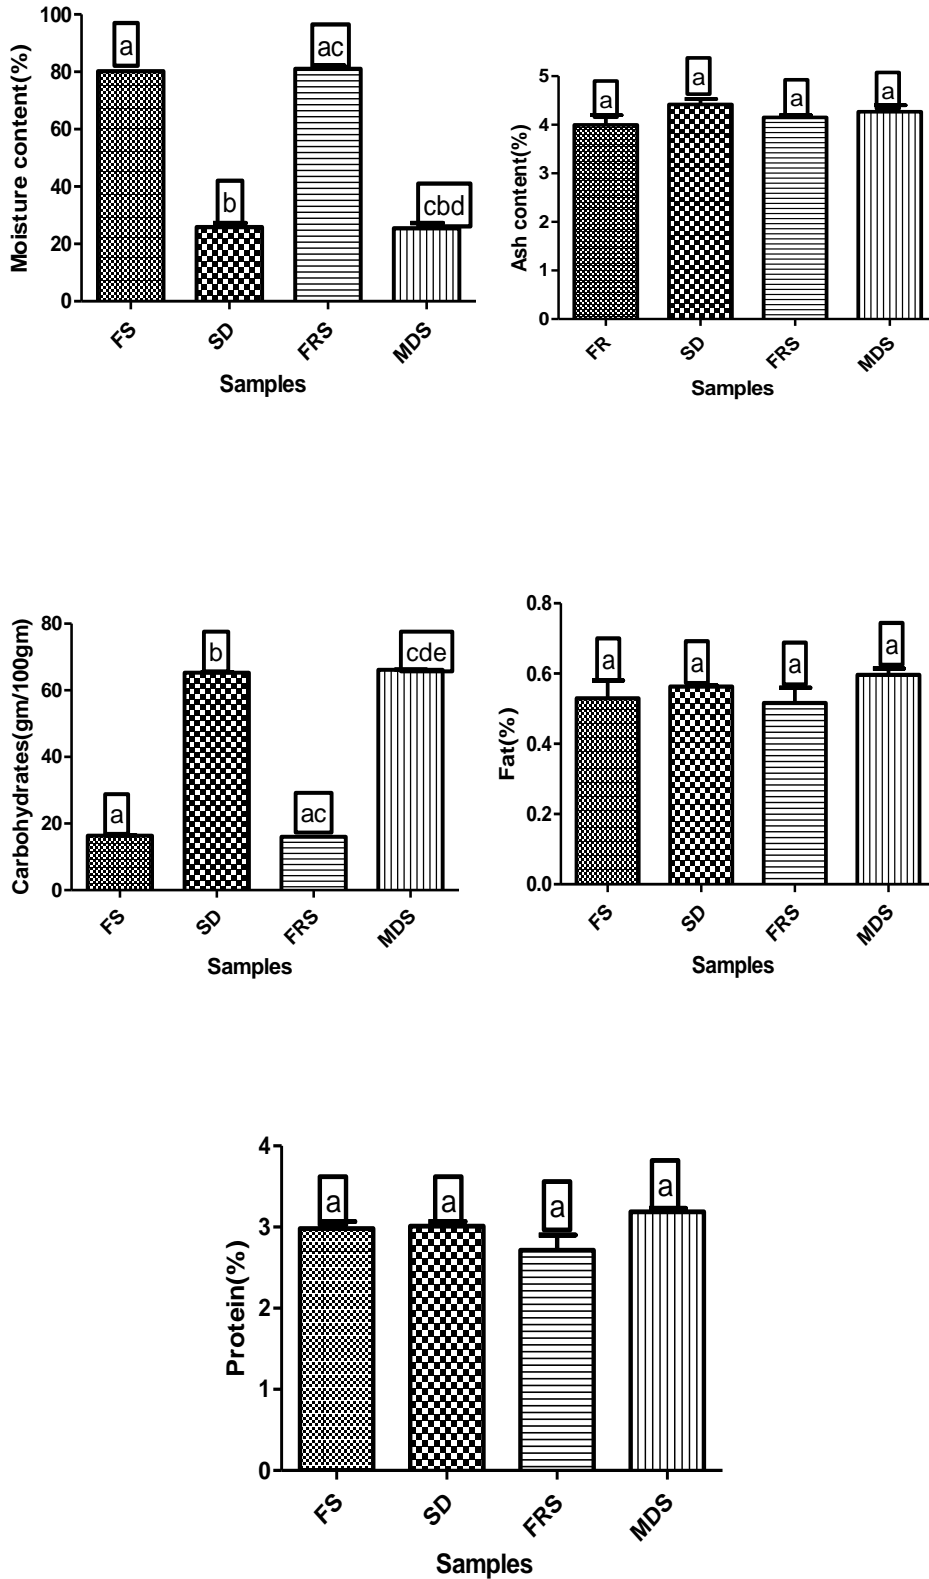 Moisture content(%)
100
80
60
40
20
0
a
b
ac
cbd
FS
SD
FRS
MDS
Samples
Ash content(%)
5
4
3
2
1
0
a
a
a
a
FR
SD
FRS
MDS
Samples
Carbohydrates(gm/100gm)
80
60
40
20
0
a
b
ac
cde
FS
SD
FRS
MDS
Samples
Fat(%)
0.8
0.6
0.4
0.2
0.0
a
a
a
a
FS
SD
FRS
MDS
Samples
Protein(%)
4
3
2
1
0
a
a
a
a
FS
SD
FRS
MDS
Samples